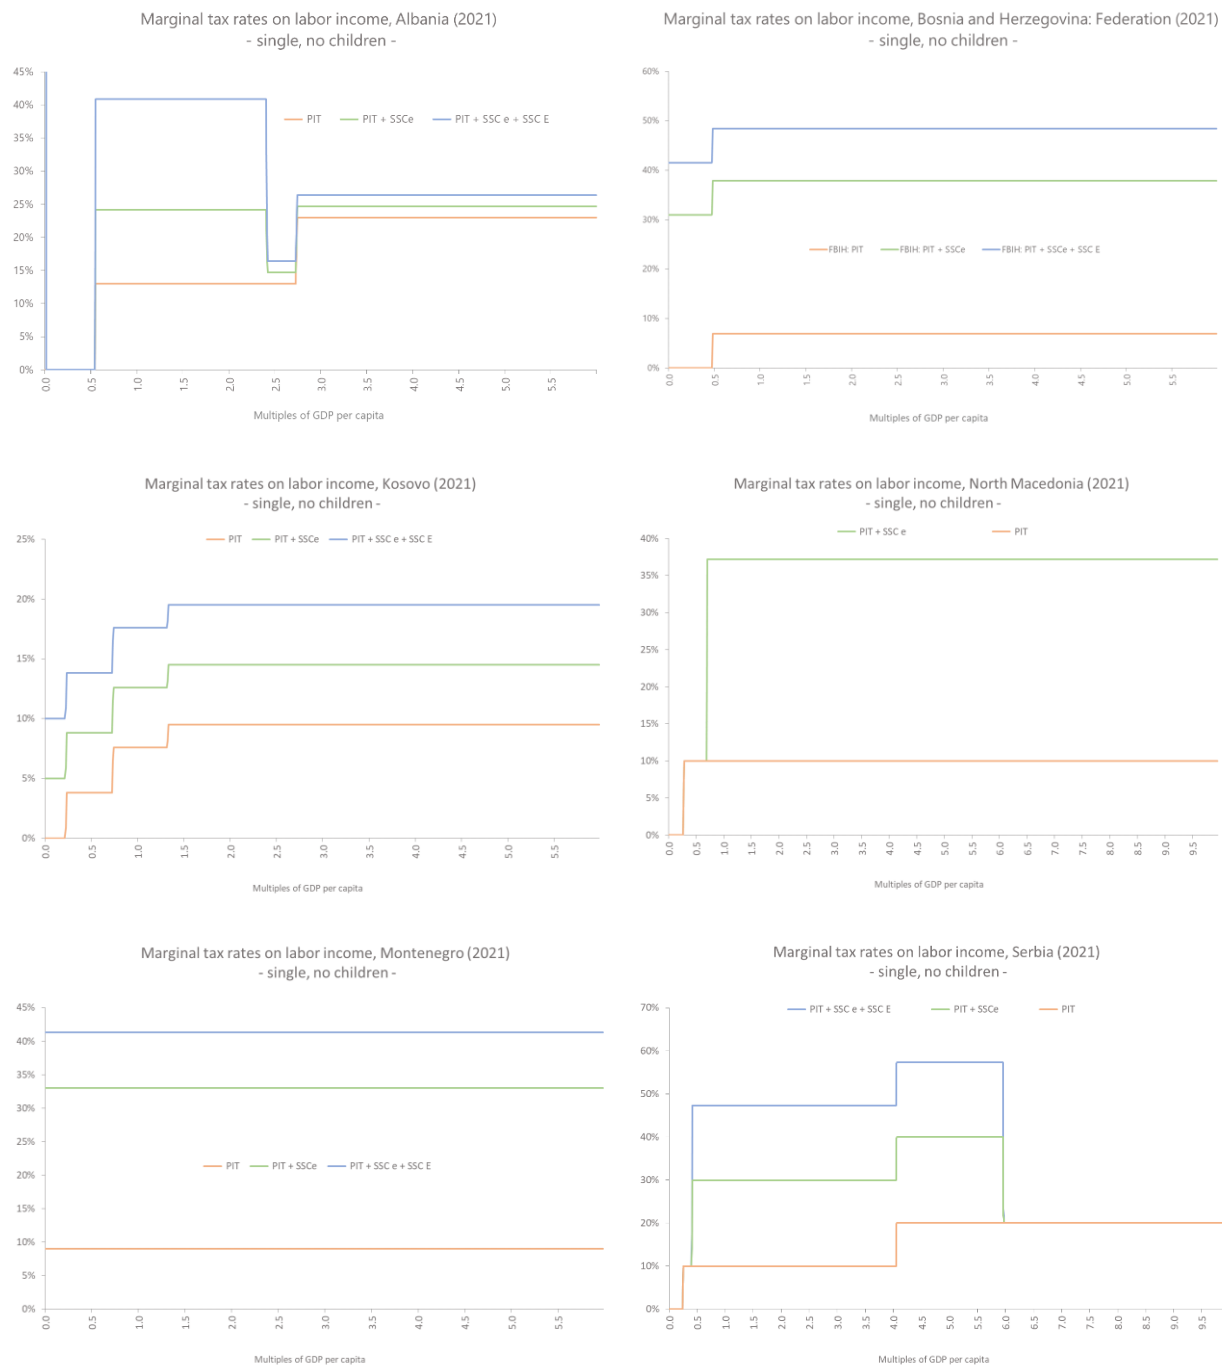 Marginal tax rates on labor income, Albania (2021)
- single, no children -
45%
40%
35%
30%
25%
20%
15%
10%
5%
0%
PIT PIT + SSCe PIT + SSC e + SSC E
0.0 0.5 1.0 1.5 2.0 2.5 3.0 3.5 4.0 4.5 5.0 5.5
Multiples of GDP per capita
Marginal tax rates on labor income, Bosnia and Herzegovina: Federation (2021)
- single, no children -
60%
50%
40%
30%
20%
10%
0%
FBIH: PIT FBIH: PIT + SSCe FBIH: PIT + SSCe + SSC E
0.0 0.5 1.0 1.5 2.0 2.5 3.0 3.5 4.0 4.5 5.0 5.5
Multiples of GDP per capita
Marginal tax rates on labor income, Kosovo (2021)
- single, no children -
PIT PIT + SSCe PIT + SSC e + SSC E
25%
20%
15%
10%
5%
0%
0.0 0.5 1.0 1.5 2.0 2.5 3.0 3.5 4.0 4.5 5.0 5.5
Multiples of GDP per capita
Marginal tax rates on labor income, North Macedonia (2021)
- single, no children -
PIT + SSC e PIT
40%
35%
30%
25%
20%
15%
10%
5%
0%
0.0 0.5 1.0 1.5 2.0 2.5 3.0 3.5 4.0 4.5 5.0 5.5 6.0 6.5 7.0 7.5 8.0 8.5 9.0 9.5
Multiples of GDP per capita
Marginal tax rates on labor income, Montenegro (2021)
- single, no children -
45%
40%
35%
30%
25%
20%
15%
10%
5%
0%
PIT PIT + SSCe PIT + SSC e + SSC E
0.0 0.5 1.0 1.5 2.0 2.5 3.0 3.5 4.0 4.5 5.0 5.5
Multiples of GDP per capita
Marginal tax rates on labor income, Serbia (2021)
- single, no children -
70%
PIT + SSC e + SSC E PIT + SSCe PIT
60%
50%
40%
30%
20%
10%
0%
0.0 0.5 1.0 1.5 2.0 2.5 3.0 3.5 4.0 4.5 5.0 5.5 6.0 6.5 7.0 7.5 8.0 8.5 9.0 9.5
Multiples of GDP per capita